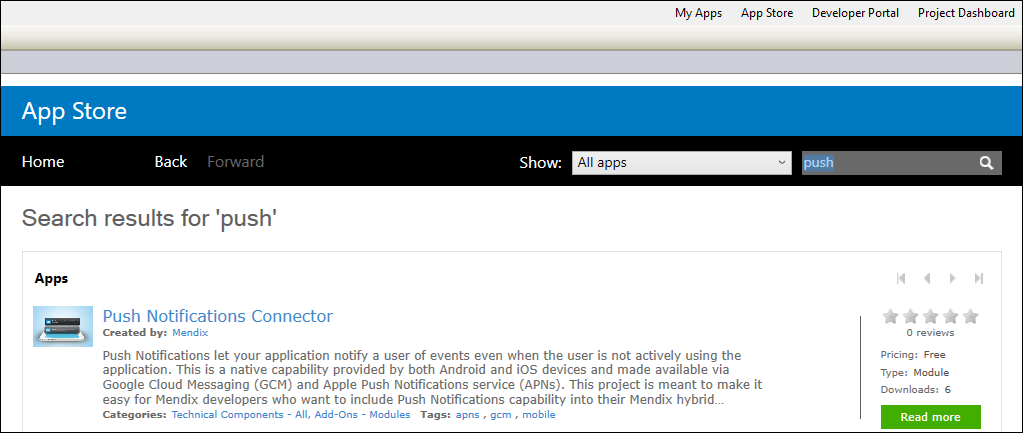 My Apps App Store Developer Portal Project Dashboard
App Store
Home Back Forward Show: All apps push
Search results for 'push'
Apps
Push Notifications Connector
Created by: Mendix
Push Notifications let your application notify a user of events even when the user is not actively using the
application. This is a native capability provided by both Android and iOS devices and made available via
Google Cloud Messaging (GCM) and Apple Push Notifications service (APNs). This project is meant to make it
easy for Mendix developers who want to include Push Notifications capability into their Mendix hybrid...
Categories: Technical Components - All, Add-Ons - Modules Tags: apns , gcm , mobile
0 reviews
Pricing: Free
Type: Module
Downloads: 6
Read more